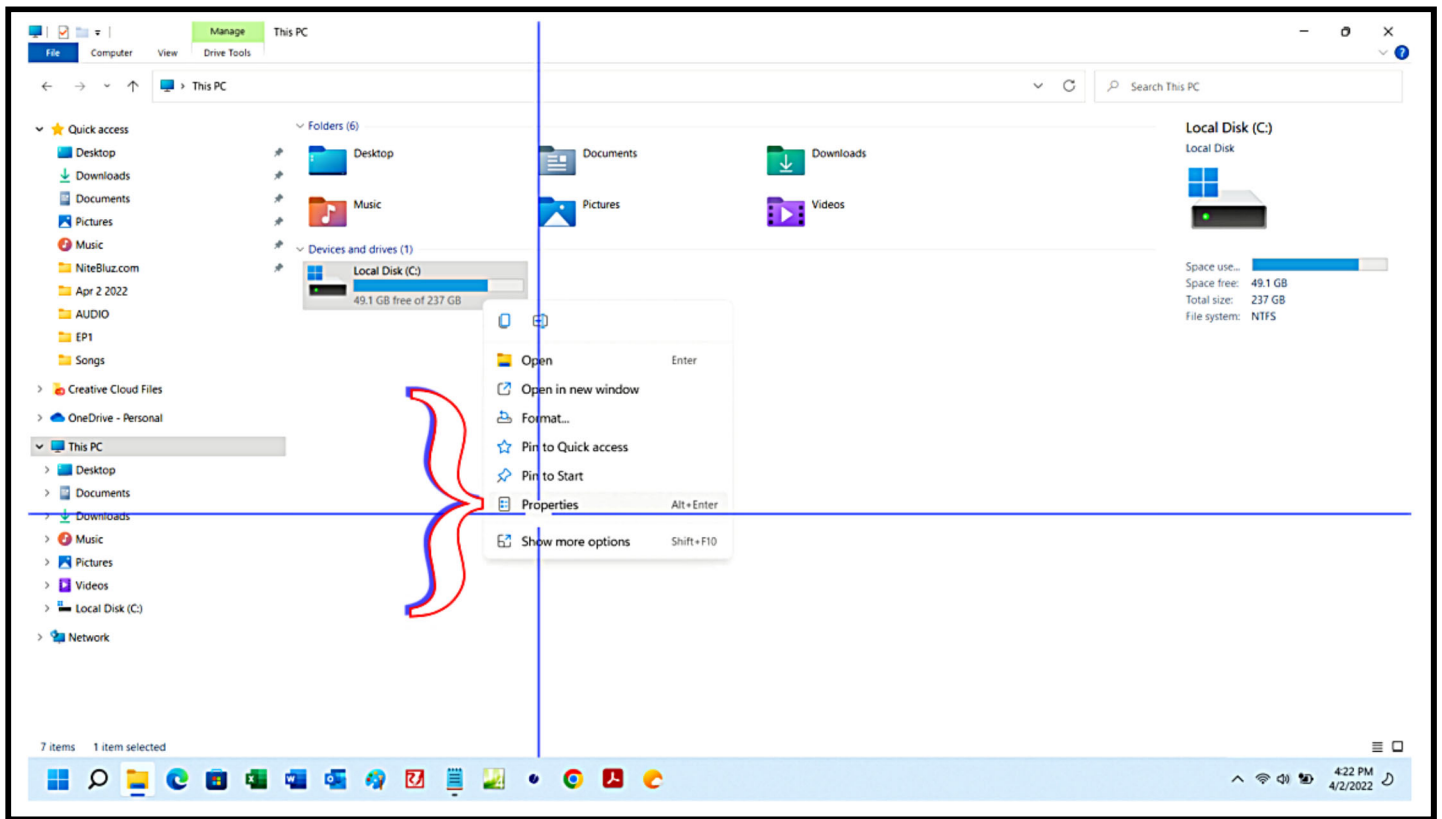 Manage This PC
File Computer View Drive Tools
This PC Search This PC
Quick access
Desktop
Downloads
Documents
Pictures
Music
NiteBluz.com
Apr 2 2022
AUDIO
EP1
Songs
Creative Cloud Files
OneDrive - Personal
This PC
Desktop
Documents
Downloads
Music
Pictures
Videos
Local Disk (C:)
Network
Folders (6)
Desktop Documents Downloads
Music Pictures Videos
Devices and drives (1)
Local Disk (C:)
49.1 GB free of 237 GB
Open Enter
Open in new window
Format...
Pin to Quick access
Pin to Start
Properties Alt+Enter
Show more options Shift+F10
Local Disk (C:)
Local Disk
Space use...
Space free: 49.1 GB
Total size: 237 GB
File system: NTFS
7 items 1 item selected
4:22 PM
4/2/2022